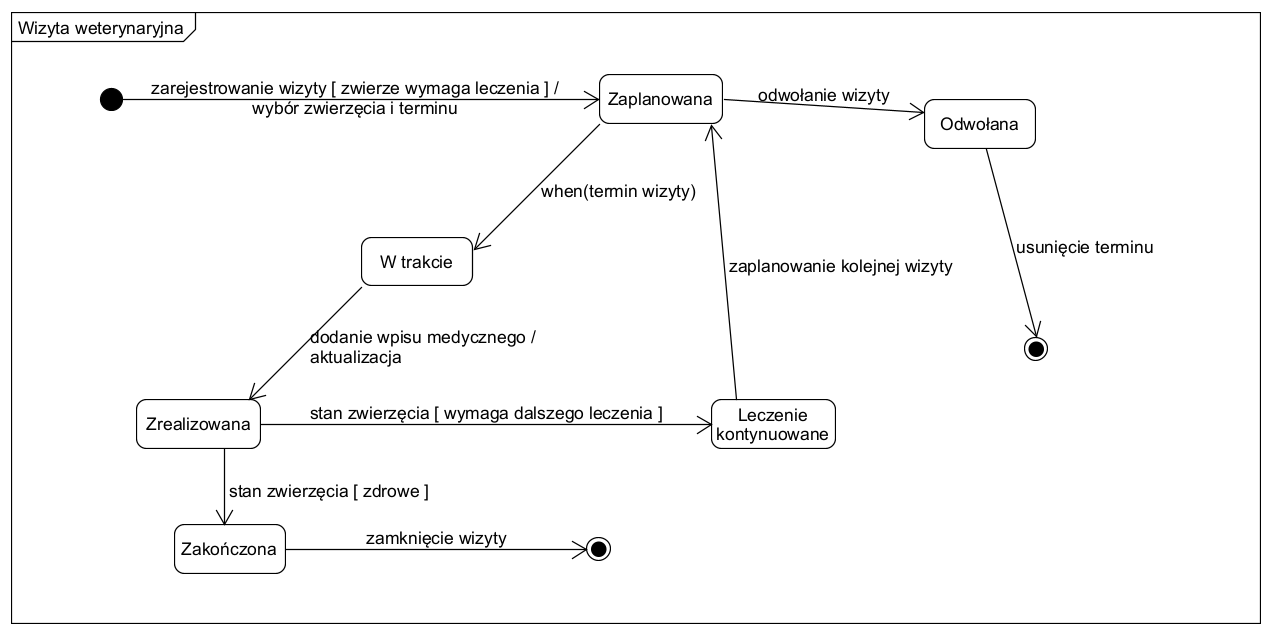 Wizyta weterynaryjna
zarejestrowanie wizyty [ zwierze wymaga leczenia ] /
wybór zwierzęcia i terminu
Zaplanowana
odwołanie wizyty
Odwołana
when(termin wizyty)
W trakcie
zaplanowanie kolejnej wizyty
usunięcie terminu
dodanie wpisu medycznego /
aktualizacja
Zrealizowana
stan zwierzęcia [ wymaga dalszego leczenia ]
Leczenie
kontynuowane
stan zwierzęcia [ zdrowe ]
Zakończona
zamknięcie wizyty